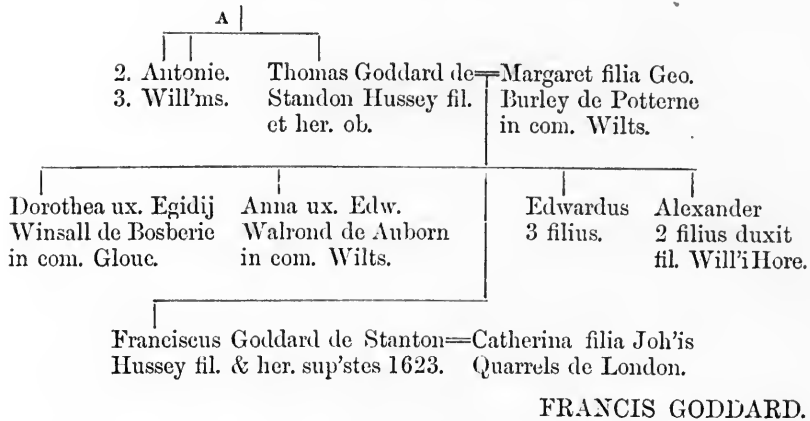 A
2. Antonie.
3. Will'ms.
Thomas Goddard de
Standon Hussey fil.
et her. ob.
Margaret filia Geo.
Burley de Potterne
in com. Wilts.
Dorothea ux. Egidij
Winsall de Bosberie
in com. Glouc.
Anna ux. Edw.
Walrond de Auborn
in com. Wilts.
Edwardus
3 filius.
Alexander
2 filius duxit
fil. Will'i Hore.
Franciscus Goddard de Stanton
Hussey fil. & her. sup'stes 1623.
Catherina filia Joh'is
Quarrels de London.
FRANCIS GODDARD.